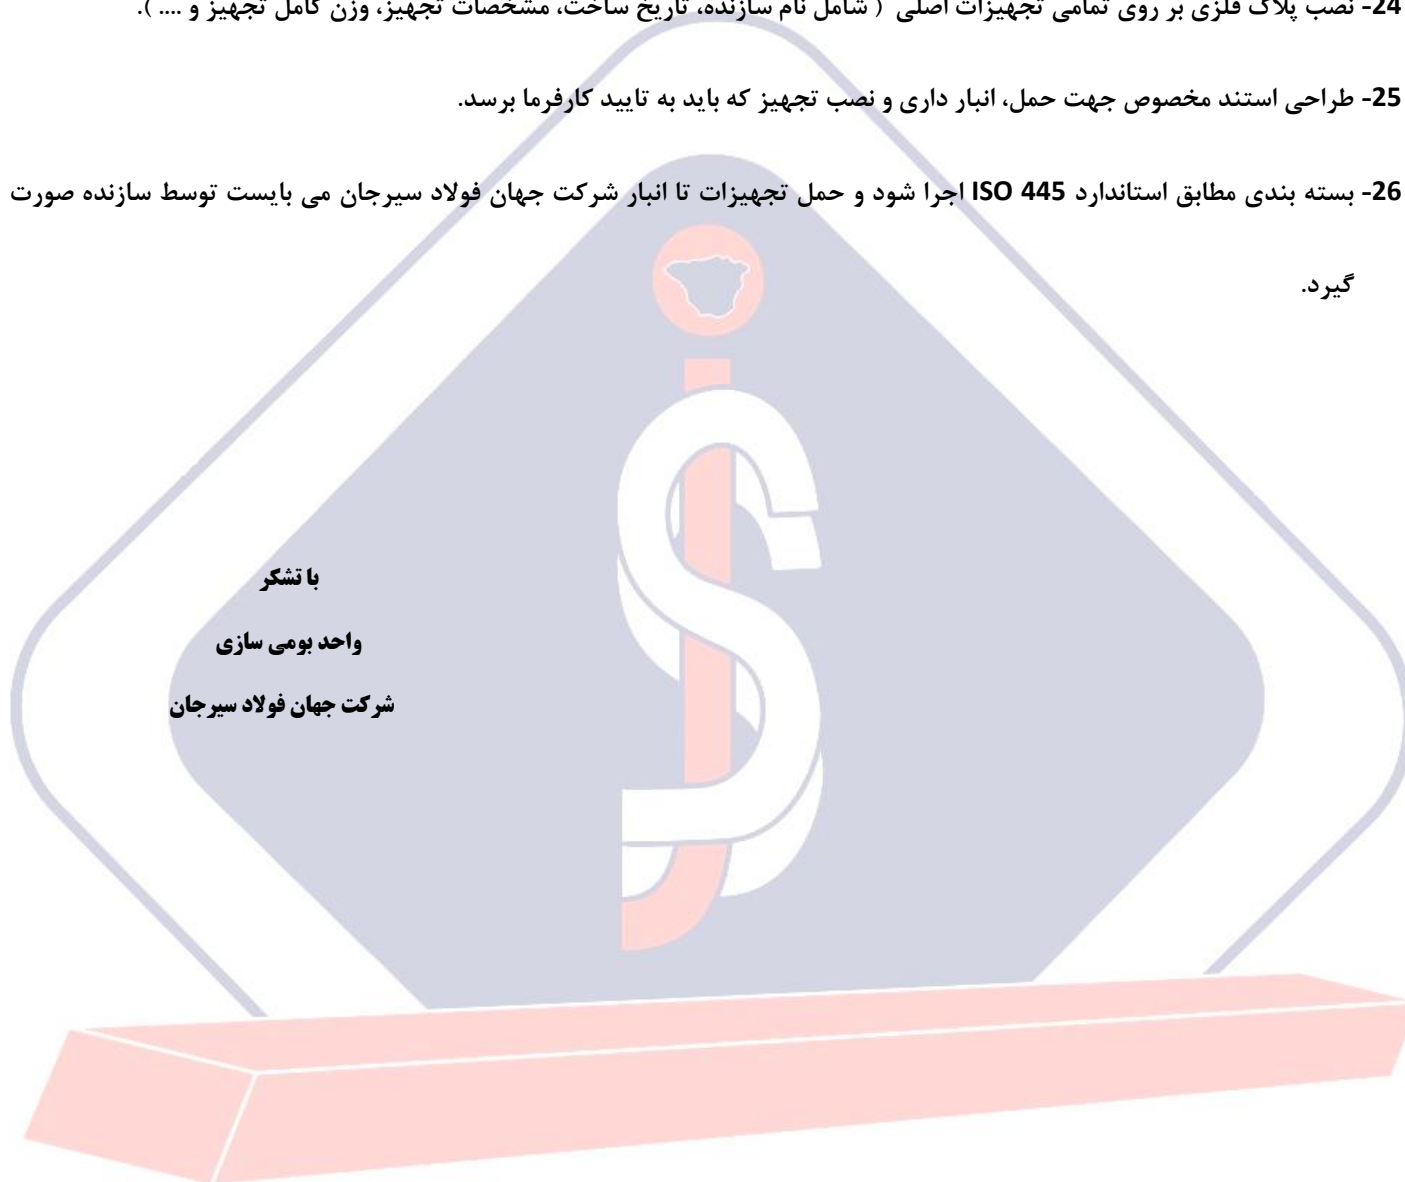 24- نصب پلاک فلزی بر روی تمامی تجهیزات اصلی ( شامل نام سازنده، تاریخ ساخت، مشخصات تجهیز، وزن کامل تجهیز و .... ).
25- طراحی استند مخصوص جهت حمل، انبار داری و نصب تجهیز که باید به تایید کارفرما برسد.
26- بسته بندی مطابق استاندارد ISO 445 اجرا شود و حمل تجهیزات تا انبار شرکت جهان فولاد سیرجان می بایست توسط سازنده صورت
گیرد.
با تشکر
واحد بومی سازی
شرکت جهان فولاد سیرجان